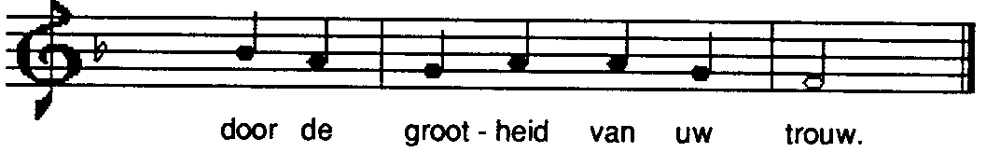 door de groot - heid van uw trouw.